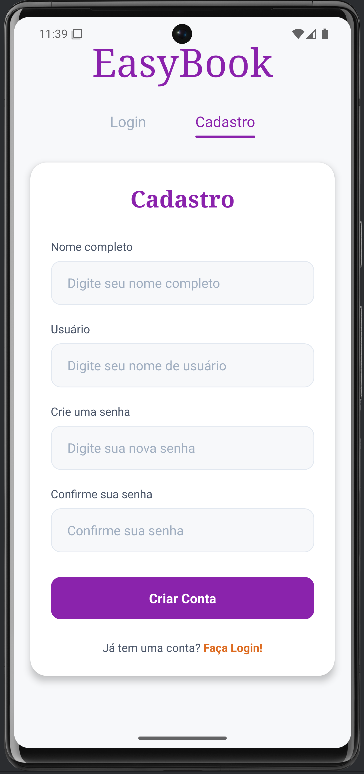 11:39
EasyBook
Login Cadastro
Cadastro
Nome completo
Digite seu nome completo
Usuário
Digite seu nome de usuário
Crie uma senha
Digite sua nova senha
Confirme sua senha
Confirme sua senha
Criar Conta
Já tem uma conta? Faça Login!